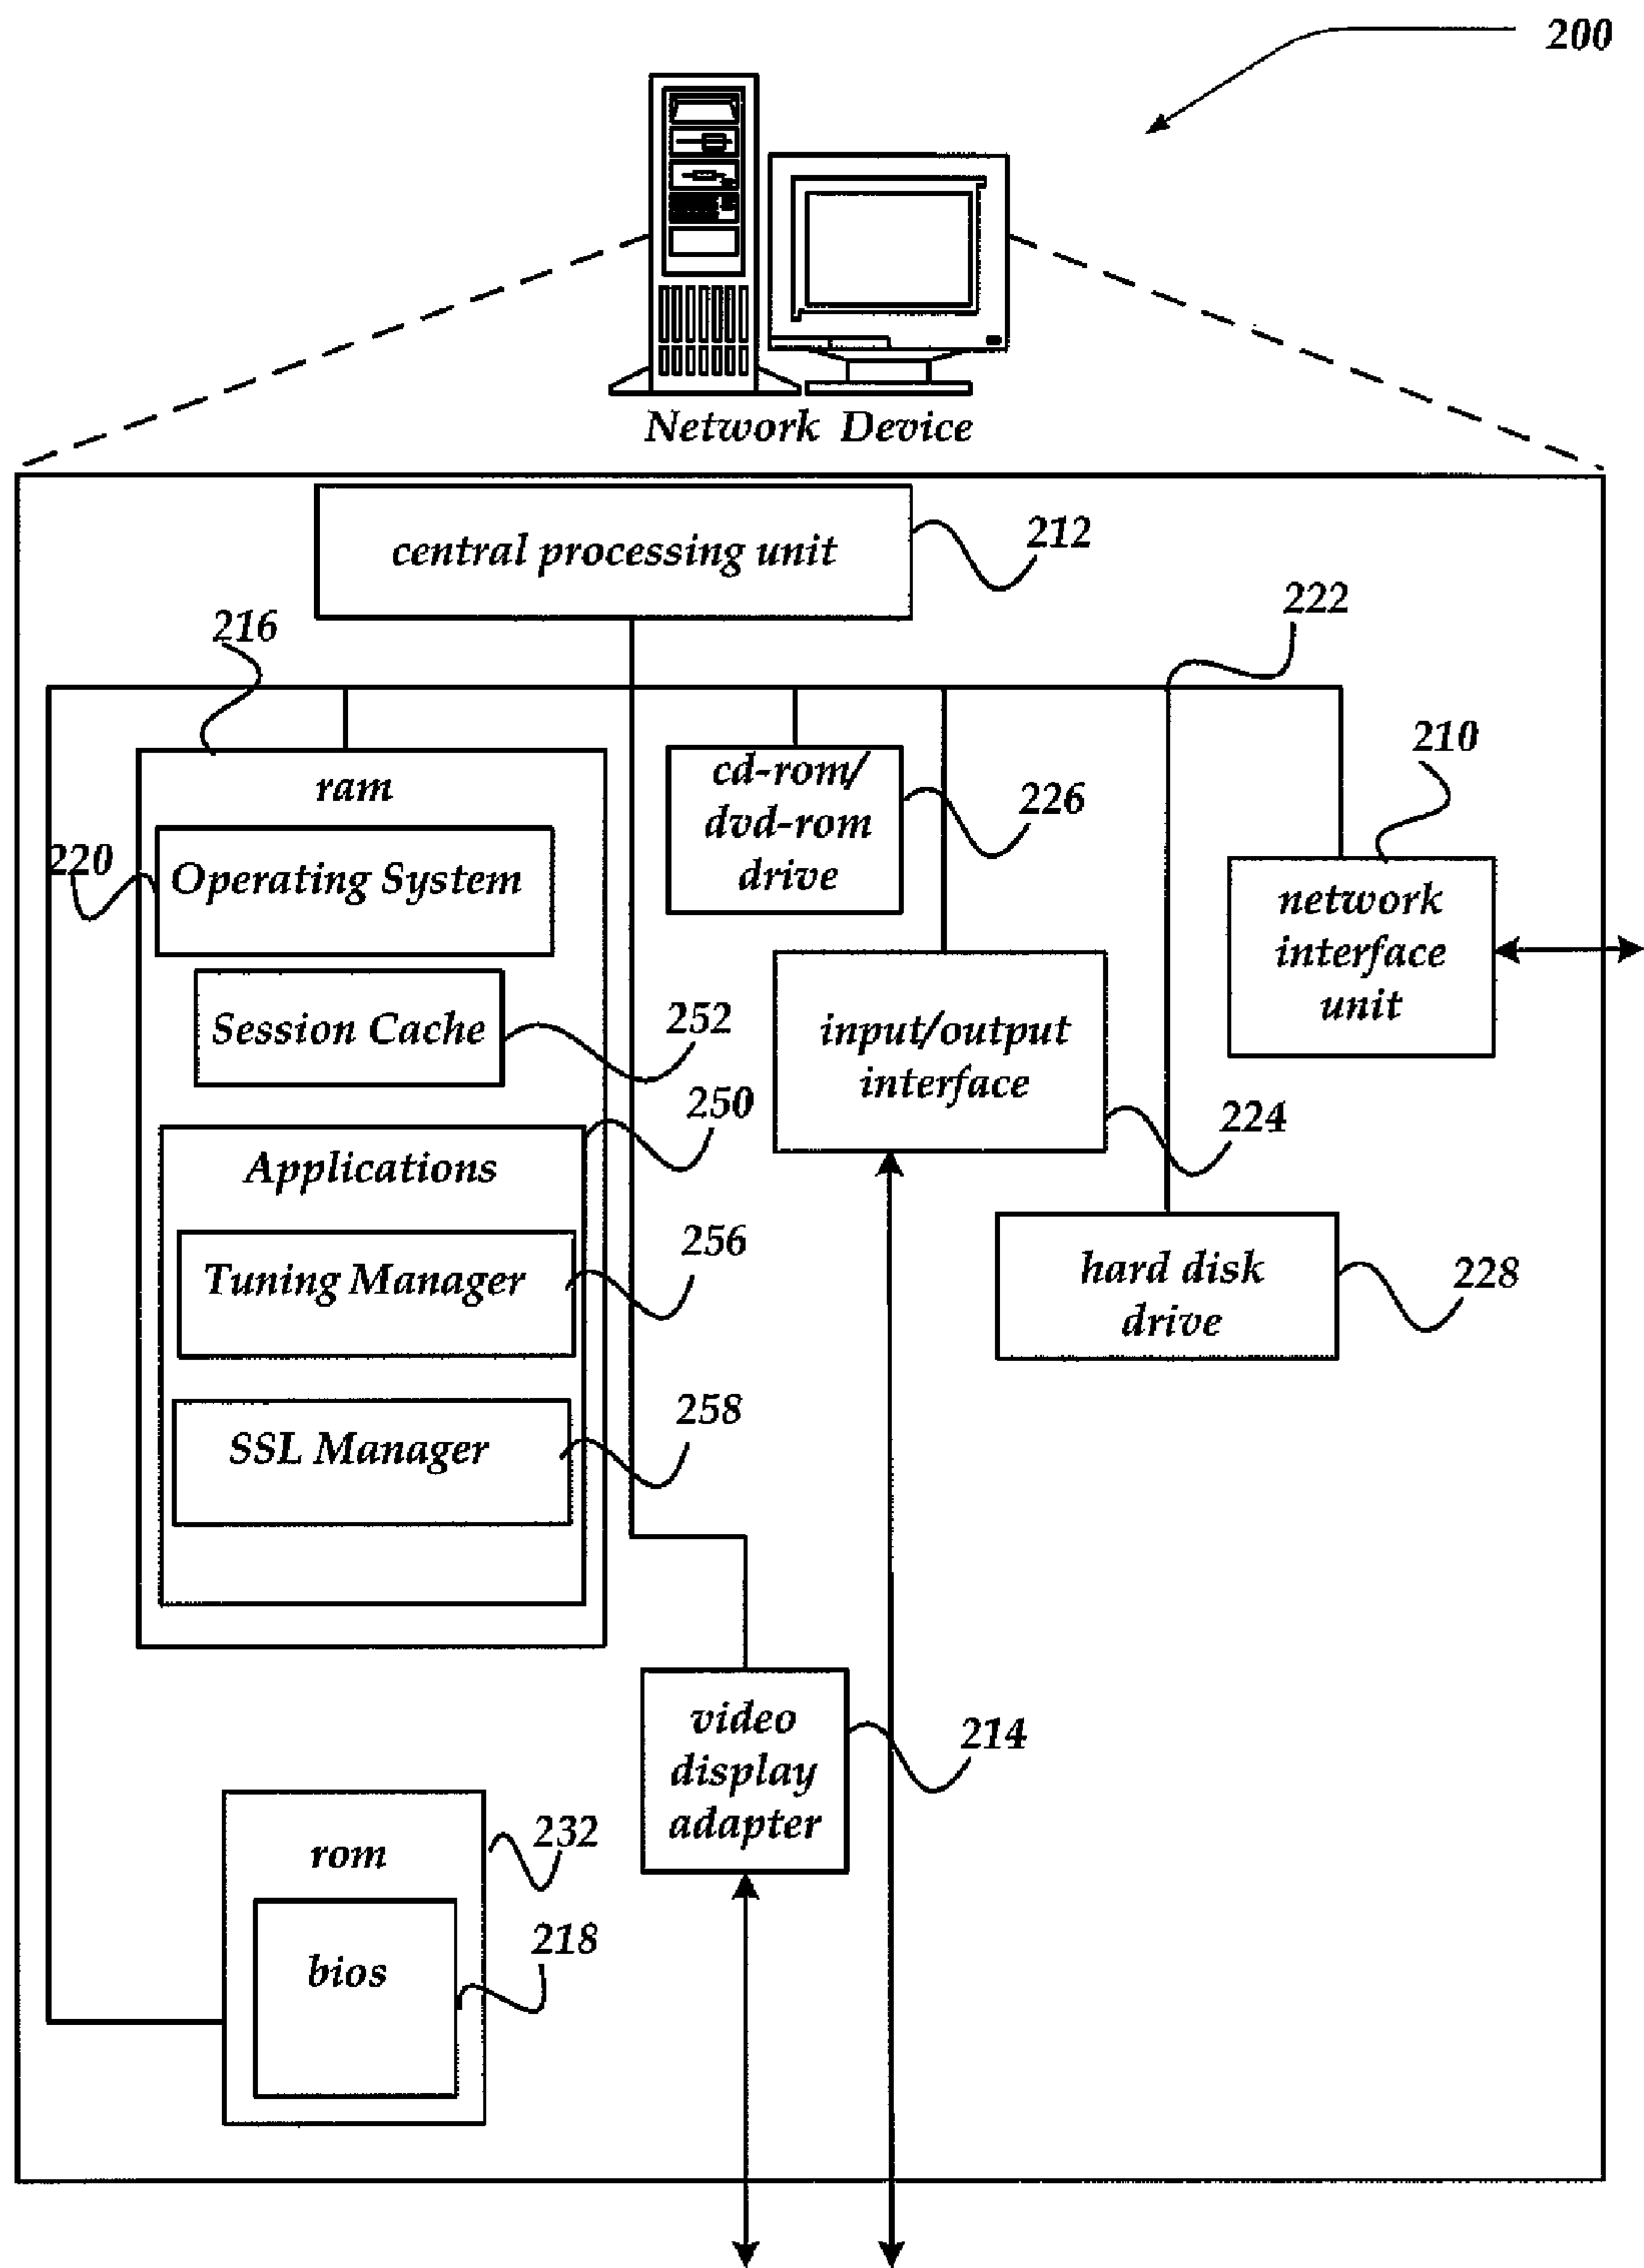 200
Network Device
central processing unit
212
222
216
210
ram
cd-rom/
dvd-rom
drive
226
220
Operating System
network
interface
unit
Session Cache
252
input/output
interface
250
224
Applications
256
Tuning Manager
hard disk
drive
228
258
SSL Manager
video
display
adapter
214
232
rom
218
bios